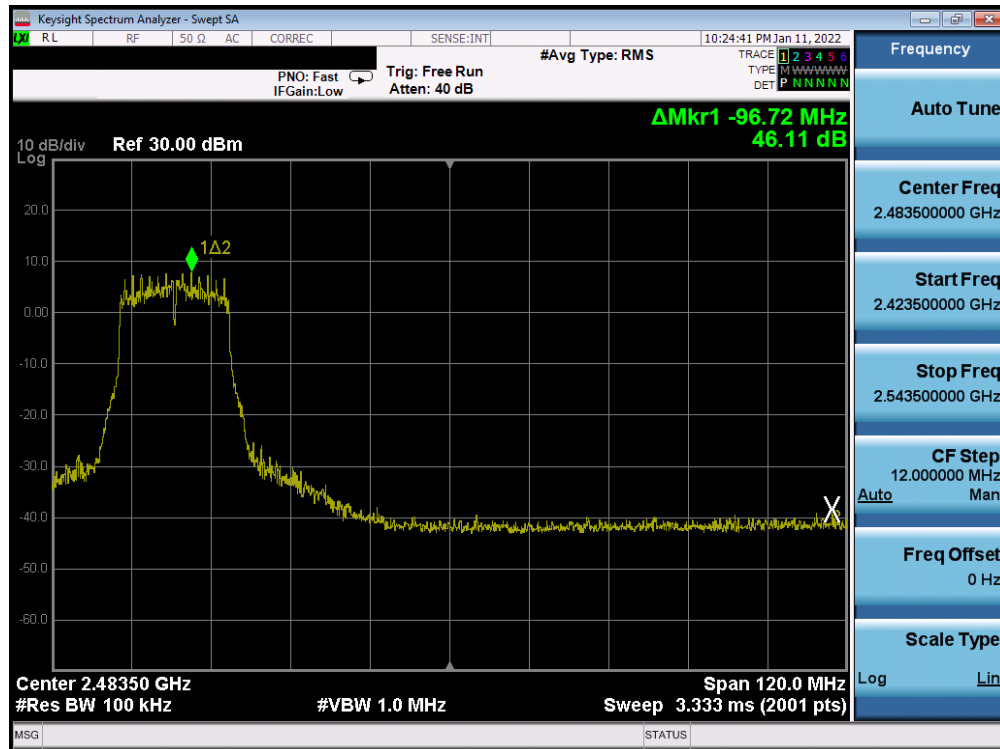 Keysight Spectrum Analyzer - Swept SA
LXI RL RF 50 Ω AC CORREC SENSE:INT 10:24:41 PM Jan 11, 2022
PNO: Fast
IFGain:Low
Trig: Free Run
Atten: 40 dB
#Avg Type: RMS
TRACE 1 2 3 4 5 6
TYPE M W W W W W
DET P N N N N N
ΔMkr1 -96.72 MHz
46.11 dB
10 dB/div Ref 30.00 dBm
Log
1Δ2
20.0
10.0
0.00
-10.0
-20.0
-30.0
-40.0
-50.0
-60.0
X
Center 2.48350 GHz Span 120.0 MHz
#Res BW 100 kHz #VBW 1.0 MHz Sweep 3.333 ms (2001 pts)
MSG STATUS
Frequency
Auto Tune
Center Freq
2.483500000 GHz
Start Freq
2.423500000 GHz
Stop Freq
2.543500000 GHz
CF Step
12.000000 MHz
Auto Man
Freq Offset
0 Hz
Scale Type
Log Lin